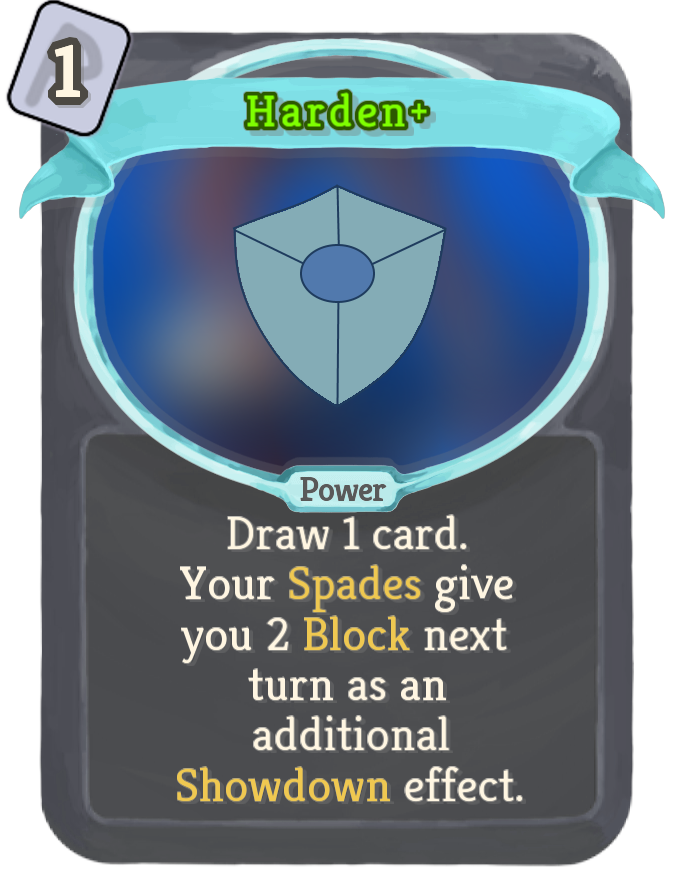 1
Harden+
Power
Draw 1 card.
Your Spades give
you 2 Block next
turn as an
additional
Showdown effect.